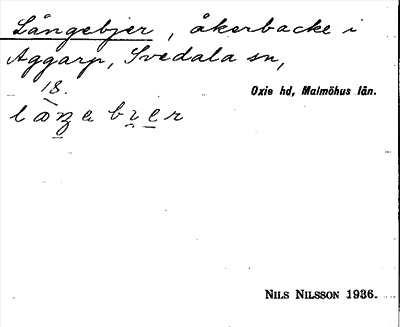 Långebjer, åkerbacke i
Aggarp, Svedala sn,
18.
Oxie hd, Malmöhus län.
NILS NILSSON 1936.